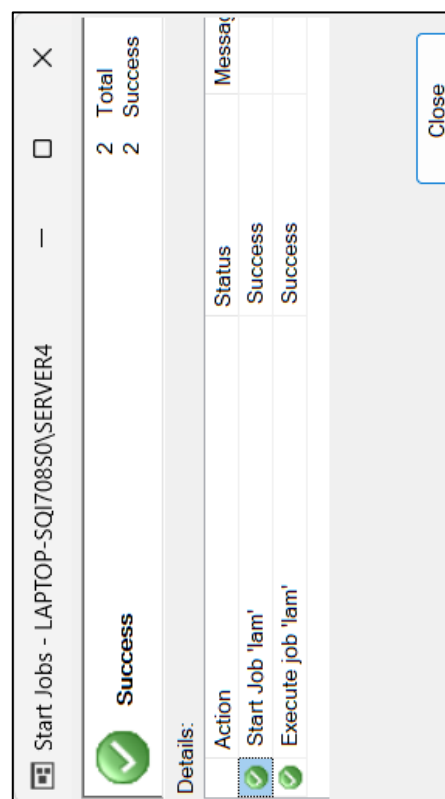 Start Jobs - LAPTOP-SQI708S0\SERVER4
Success
2 Total
2 Success
Details:
Action Status Messag
Start Job 'lam' Success
Execute job 'lam' Success
Close